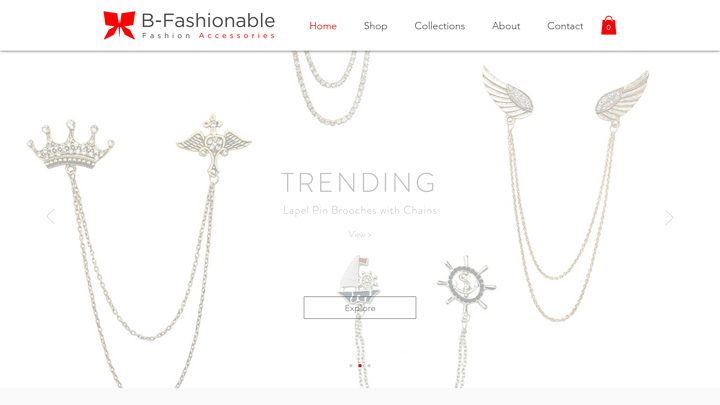 B-Fashionable
Fashion Accessories
Home Shop Collections About Contact 0
TRENDING
Lapel Pin Brooches with Chains
View >
Explore